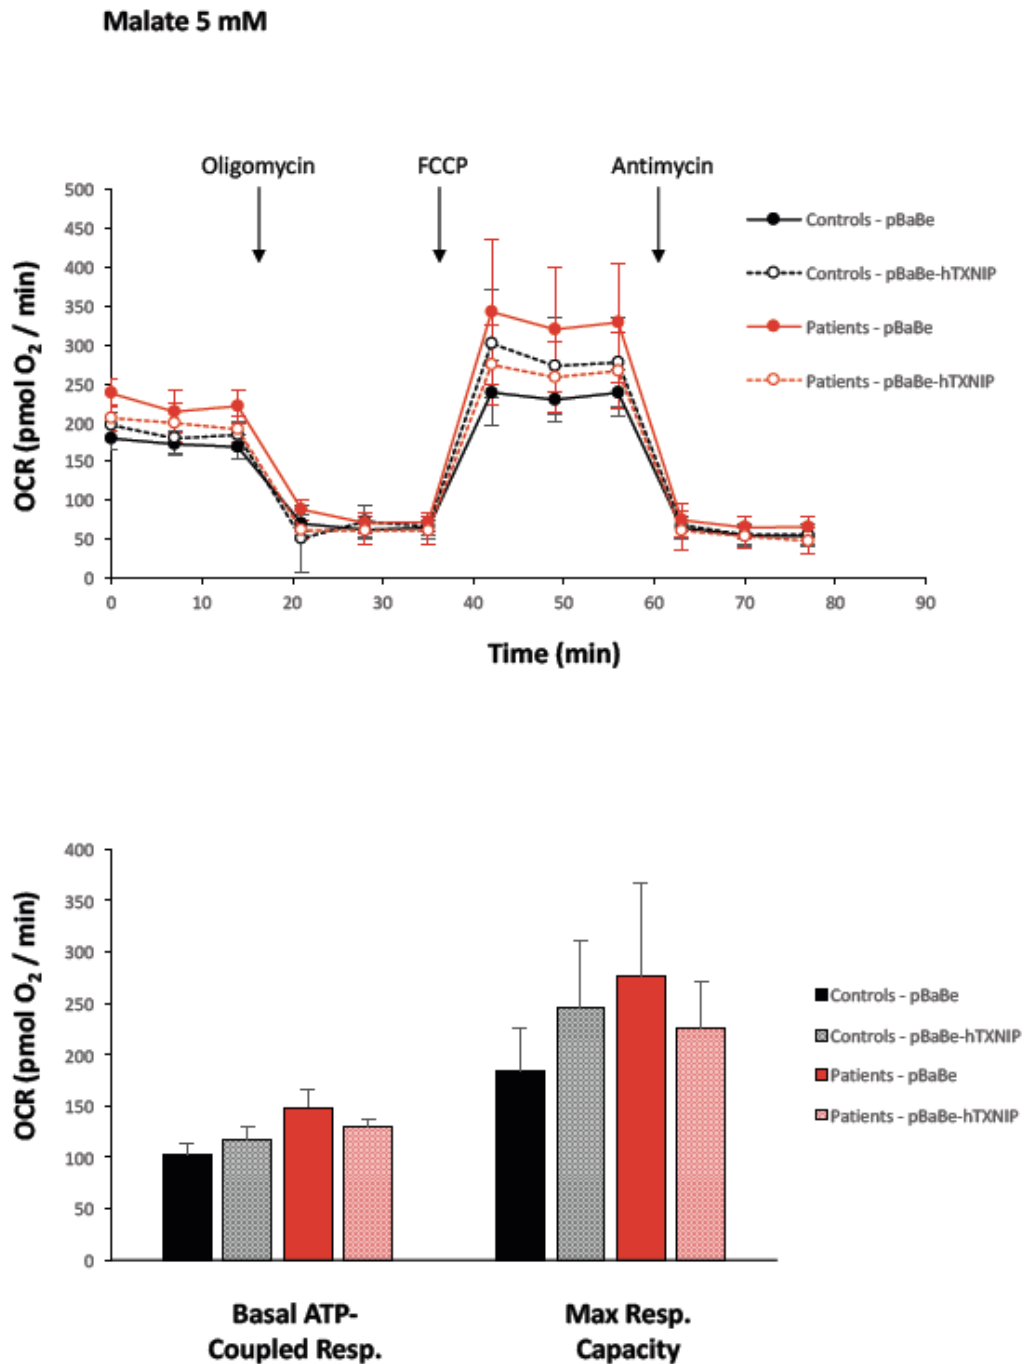 Malate 5 mM
Oligomycin
FCCP
Antimycin
500
450
400
350
300
250
200
150
100
50
0
OCR (pmol O₂ / min)
0 10 20 30 40 50 60 70 80 90
Time (min)
Controls - pBaBe
Controls - pBaBe-hTXNIP
Patients - pBaBe
Patients - pBaBe-hTXNIP
400
350
300
250
200
150
100
50
0
OCR (pmol O₂ / min)
Basal ATP-
Coupled Resp.
Max Resp.
Capacity
Controls - pBaBe
Controls - pBaBe-hTXNIP
Patients - pBaBe
Patients - pBaBe-hTXNIP